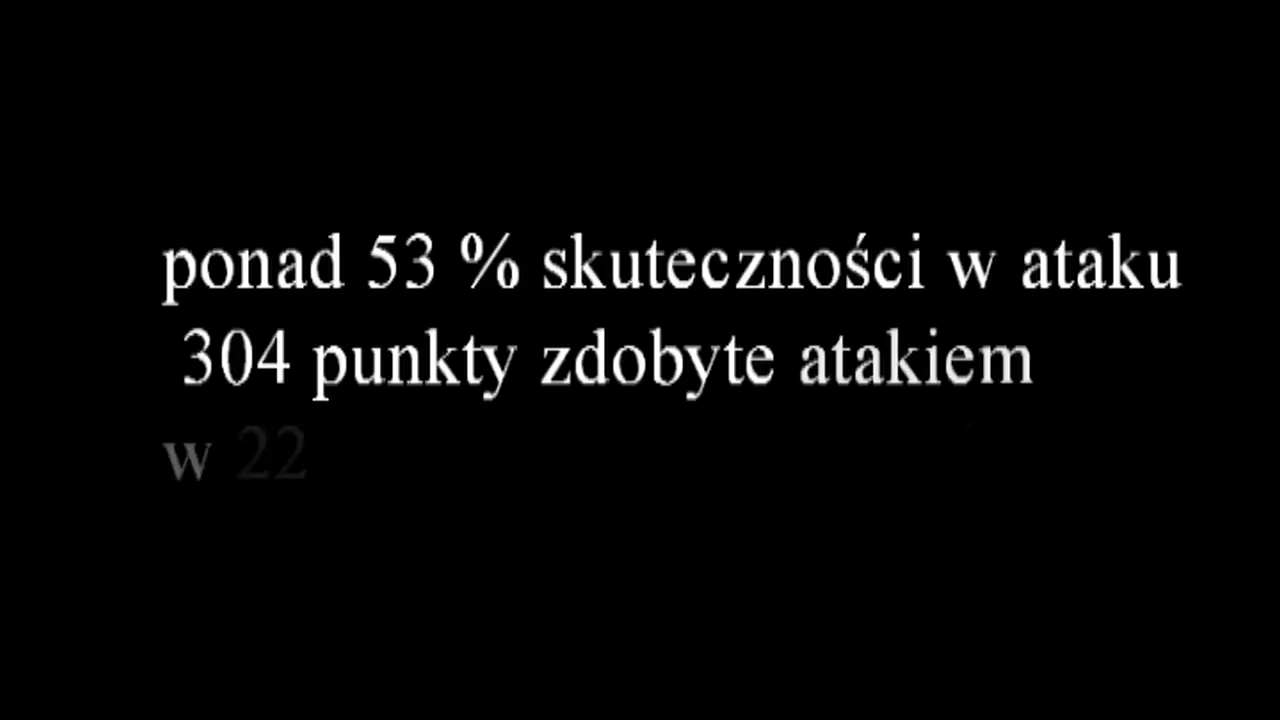 ponad 53 % skuteczności w ataku
304 punkty zdobyte atakiem
w 22